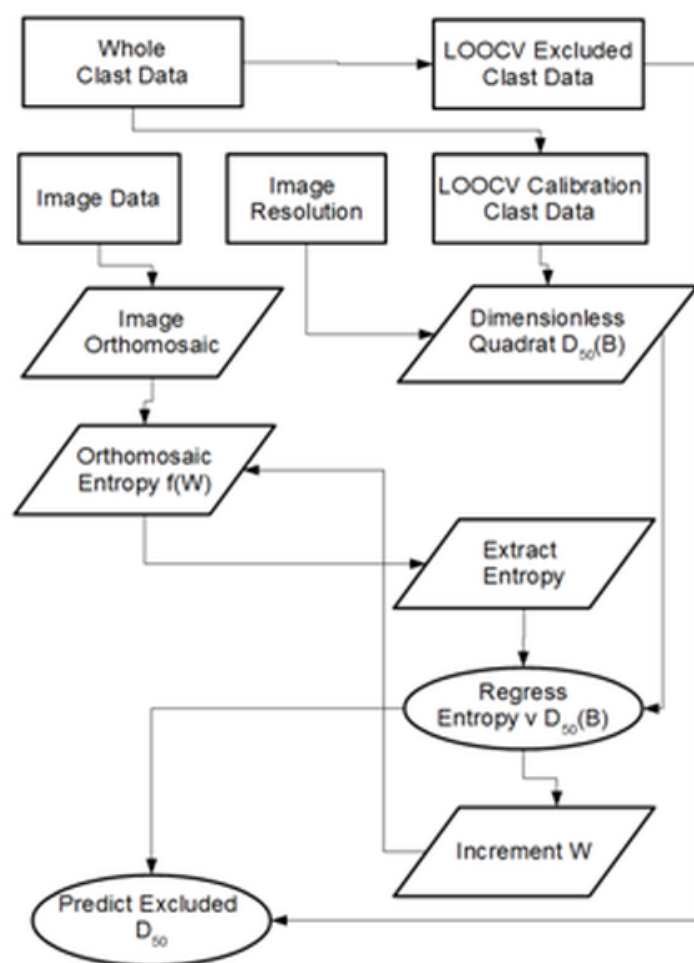 Whole
Clast Data
LOOCV Excluded
Clast Data
Image Data
Image
Resolution
LOOCV Calibration
Clast Data
Image
Orthomosaic
Dimensionless
Quadrat D₅₀(B)
Orthomosaic
Entropy f(W)
Extract
Entropy
Regress
Entropy v D₅₀(B)
Increment W
Predict Excluded
D₅₀